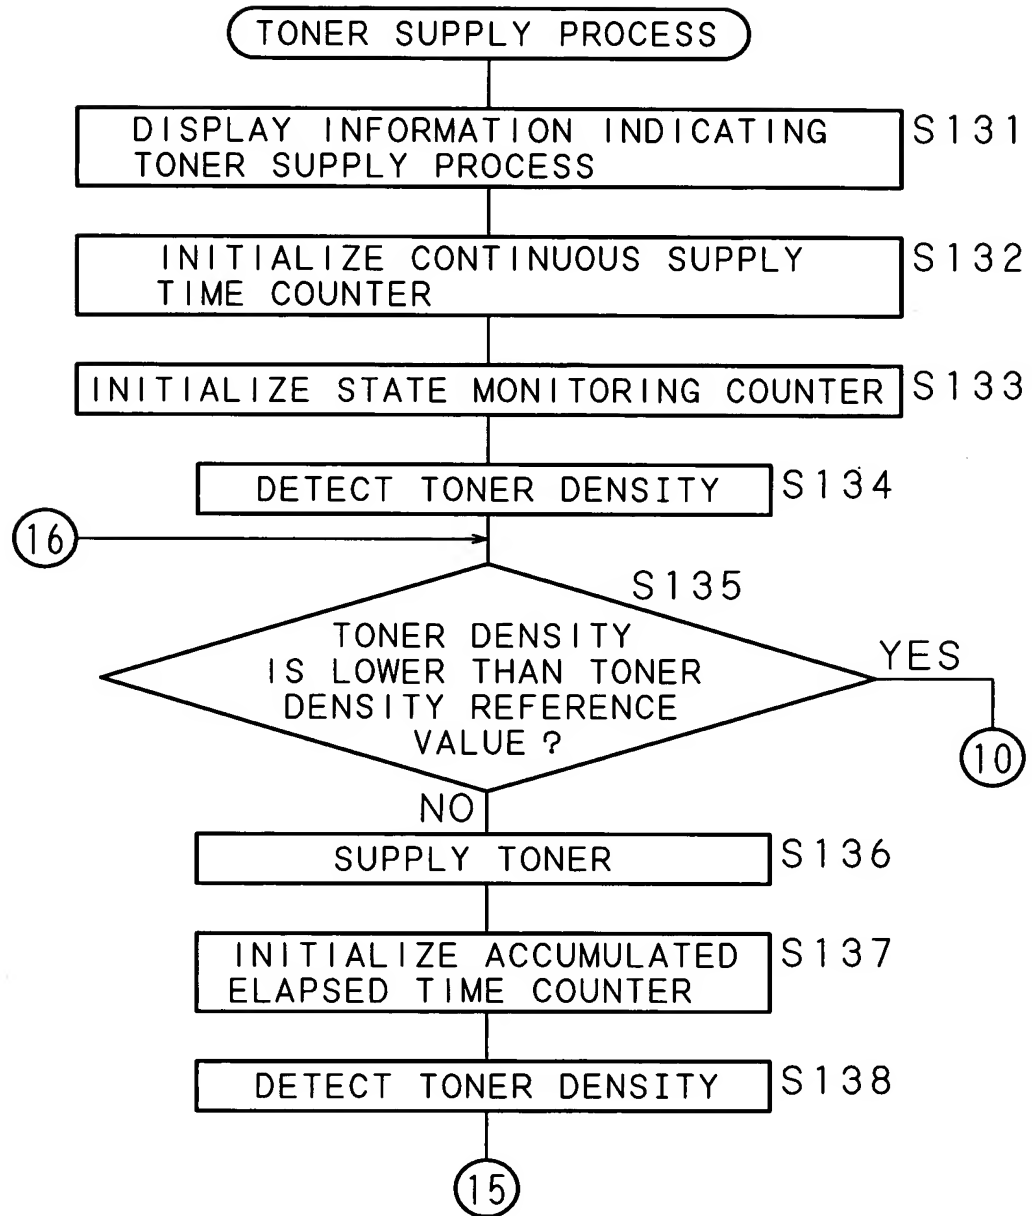 TONER SUPPLY PROCESS
DISPLAY INFORMATION INDICATING
TONER SUPPLY PROCESS
S131
INITIALIZE CONTINUOUS SUPPLY
TIME COUNTER
S132
INITIALIZE STATE MONITORING COUNTER
S133
DETECT TONER DENSITY
S134
16
S135
TONER DENSITY
IS LOWER THAN TONER
DENSITY REFERENCE
VALUE ?
YES
10
NO
SUPPLY TONER
S136
INITIALIZE ACCUMULATED
ELAPSED TIME COUNTER
S137
DETECT TONER DENSITY
S138
15